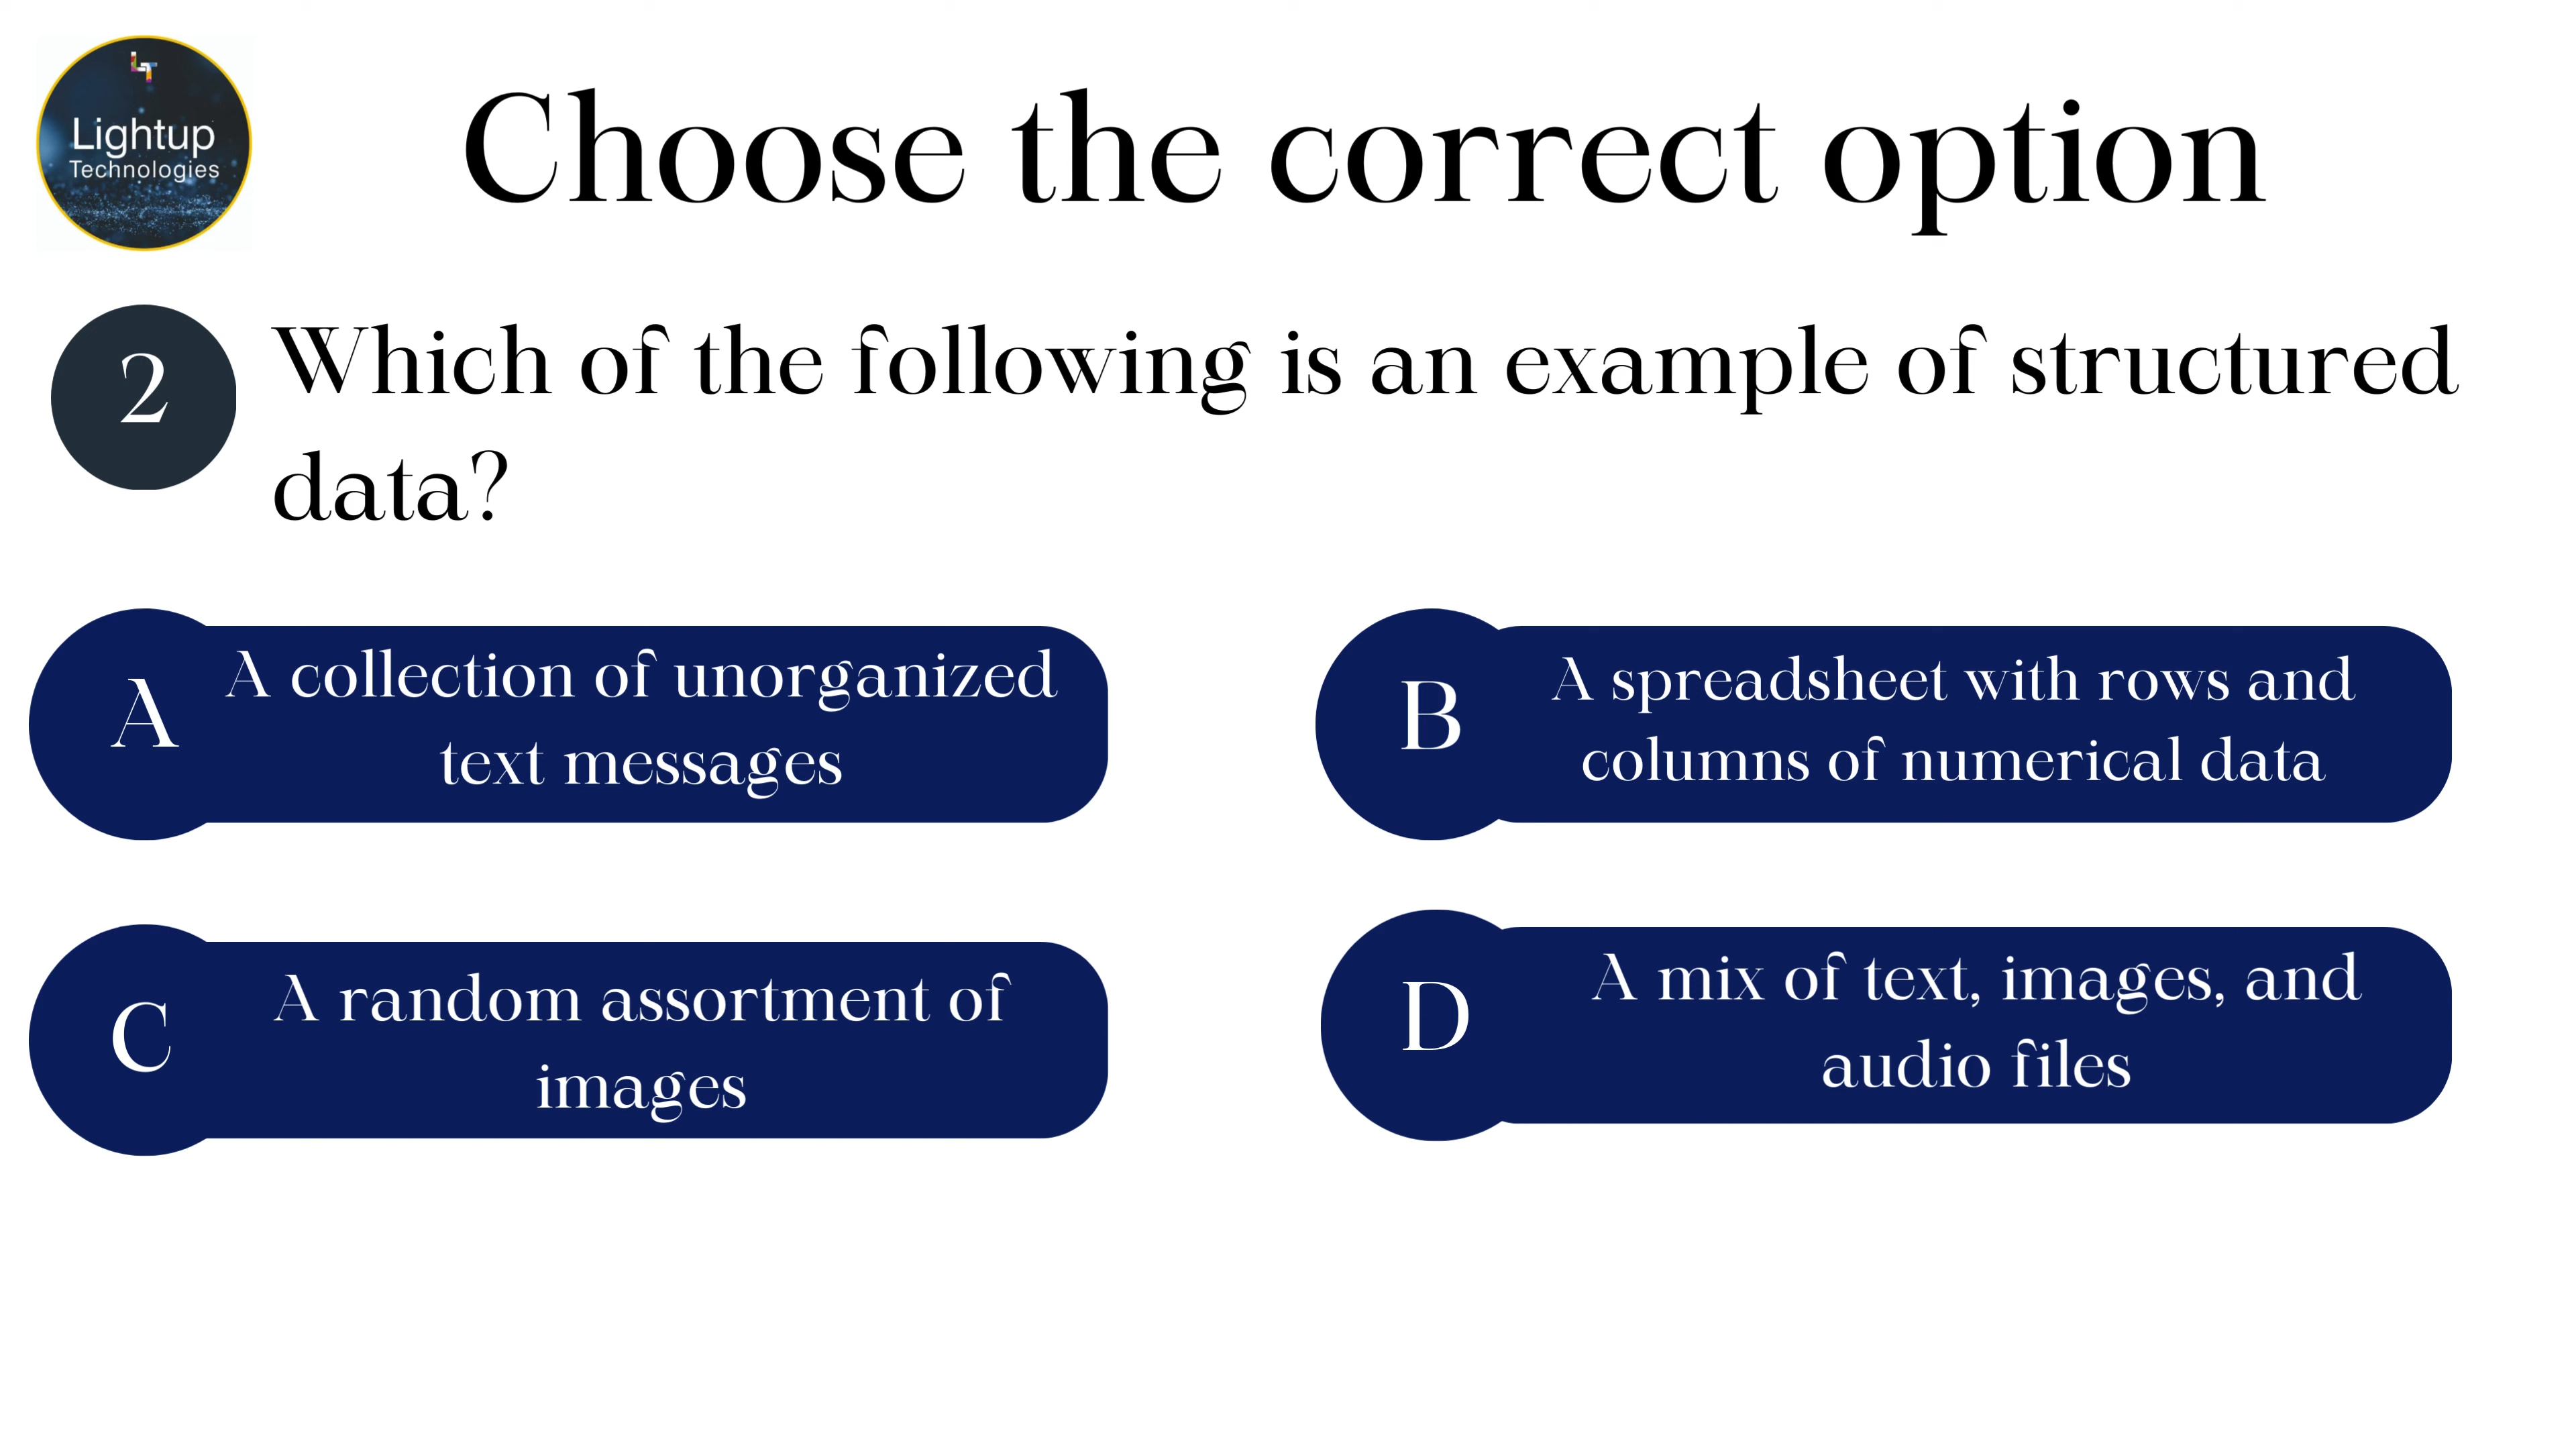 LT
Lightup
Technologies
Choose the correct option
2
Which of the following is an example of structured
data?
A
A collection of unorganized
text messages
B
A spreadsheet with rows and
columns of numerical data
C
A random assortment of
images
D
A mix of text, images, and
audio files